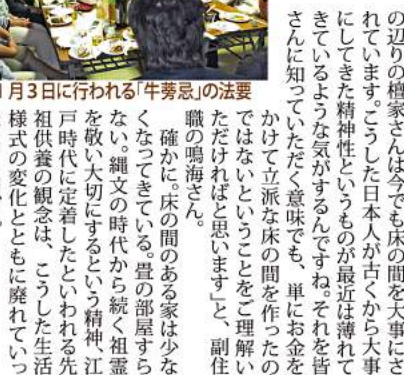 月3日に行われる「牛蒡忌」の法要
の辺りの檀家さんは今でも床の間を大事にさ
れています。こうした日本人が古くから大事
にしてきた精神性というものが最近は薄れて
きているような気がするんですね。それを皆
さんに知っていただく意味でも、単にお金を
かけて立派な床の間を作ったの
ではないということをご理解い
ただければと思います」と、副住
職の鳴海さん。
確かに。床の間のある家は少な
くなってきている。畳の部屋すら
ない。縄文の時代から続く祖霊
を敬い大切にするという精神、江
戸時代に定着したといわれる先
祖供養の観念は、こうした生活
様式の変化とともに廃れていっ